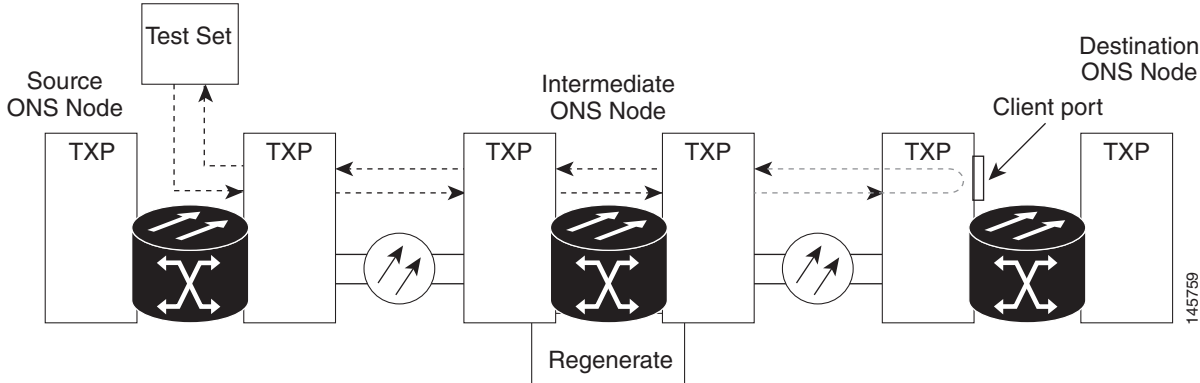 Test Set
Source
ONS Node
Intermediate
ONS Node
Destination
ONS Node
Client port
TXP
TXP
TXP
TXP
TXP
TXP
Regenerate
145759